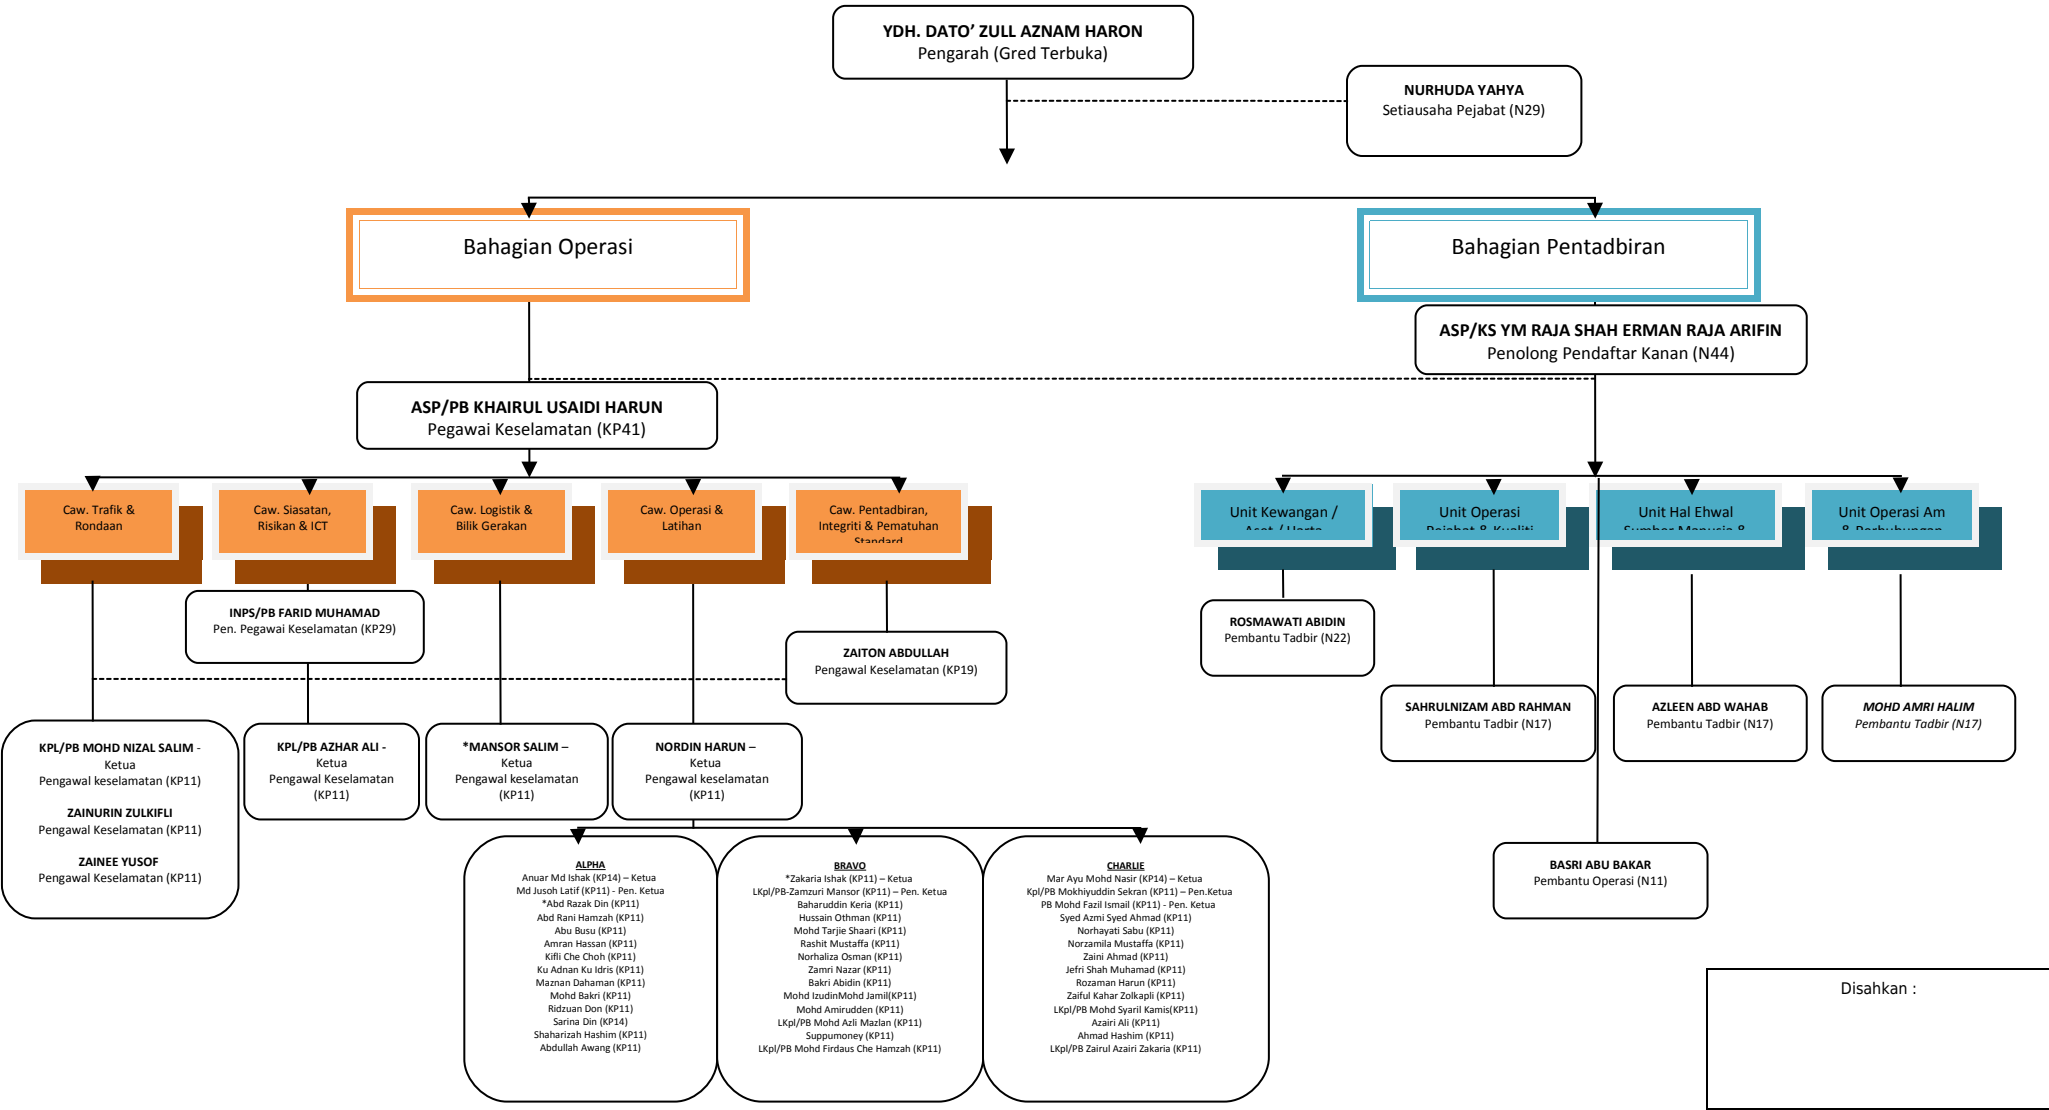 YDH. DATO’ ZULL AZNAM HARON
Pengarah (Gred Terbuka)
NURHUDA YAHYA
Setiausaha Pejabat (N29)
Bahagian Operasi
Bahagian Pentadbiran
ASP/KS YM RAJA SHAH ERMAN RAJA ARIFIN
Penolong Pendaftar Kanan (N44)
ASP/PB KHAIRUL USAIDI HARUN
Pegawai Keselamatan (KP41)
Caw. Trafik &
Rondaan
Caw. Siasatan,
Risikan & ICT
Caw. Logistik &
Bilik Gerakan
Caw. Operasi &
Latihan
Caw. Pentadbiran,
Integriti & Pematuhan
Standard
Unit Kewangan /
Aset / Harta
Unit Operasi
Pejabat & Kualiti
Unit Hal Ehwal
Sumber Manusia &
Unit Operasi Am
& Perhubungan
INPS/PB FARID MUHAMAD
Pen. Pegawai Keselamatan (KP29)
ZAITON ABDULLAH
Pengawal Keselamatan (KP19)
ROSMAWATI ABIDIN
Pembantu Tadbir (N22)
SAHRULNIZAM ABD RAHMAN
Pembantu Tadbir (N17)
AZLEEN ABD WAHAB
Pembantu Tadbir (N17)
MOHD AMRI HALIM
Pembantu Tadbir (N17)
KPL/PB MOHD NIZAL SALIM -
Ketua
Pengawal keselamatan (KP11)
ZAINURIN ZULKIFLI
Pengawal Keselamatan (KP11)
ZAINEE YUSOF
Pengawal Keselamatan (KP11)
KPL/PB AZHAR ALI -
Ketua
Pengawal Keselamatan
(KP11)
*MANSOR SALIM –
Ketua
Pengawal keselamatan
(KP11)
NORDIN HARUN –
Ketua
Pengawal keselamatan
(KP11)
BASRI ABU BAKAR
Pembantu Operasi (N11)
ALPHA
Anuar Md Ishak (KP14) – Ketua
Md Jusoh Latif (KP11) - Pen. Ketua
*Abd Razak Din (KP11)
Abd Rani Hamzah (KP11)
Abu Busu (KP11)
Amran Hassan (KP11)
Kifli Che Choh (KP11)
Ku Adnan Ku Idris (KP11)
Maznan Dahaman (KP11)
Mohd Bakri (KP11)
Ridzuan Don (KP11)
Sarina Din (KP14)
Shaharizah Hashim (KP11)
Abdullah Awang (KP11)
BRAVO
*Zakaria Ishak (KP11) – Ketua
LKpl/PB-Zamzuri Mansor (KP11) – Pen. Ketua
Baharuddin Keria (KP11)
Hussain Othman (KP11)
Mohd Tarjie Shaari (KP11)
Rashit Mustaffa (KP11)
Norhaliza Osman (KP11)
Zamri Nazar (KP11)
Bakri Abidin (KP11)
Mohd IzudinMohd Jamil(KP11)
Mohd Amirudden (KP11)
LKpl/PB Mohd Azli Mazlan (KP11)
Suppumoney (KP11)
LKpl/PB Mohd Firdaus Che Hamzah (KP11)
CHARLIE
Mar Ayu Mohd Nasir (KP14) – Ketua
Kpl/PB Mokhiyuddin Sekran (KP11) – Pen.Ketua
PB Mohd Fazil Ismail (KP11) - Pen. Ketua
Syed Azmi Syed Ahmad (KP11)
Norhayati Sabu (KP11)
Norzamila Mustaffa (KP11)
Zaini Ahmad (KP11)
Jefri Shah Muhamad (KP11)
Rozaman Harun (KP11)
Zaiful Kahar Zolkapli (KP11)
LKpl/PB Mohd Syaril Kamis(KP11)
Azairi Ali (KP11)
Ahmad Hashim (KP11)
LKpl/PB Zairul Azairi Zakaria (KP11)
Disahkan :